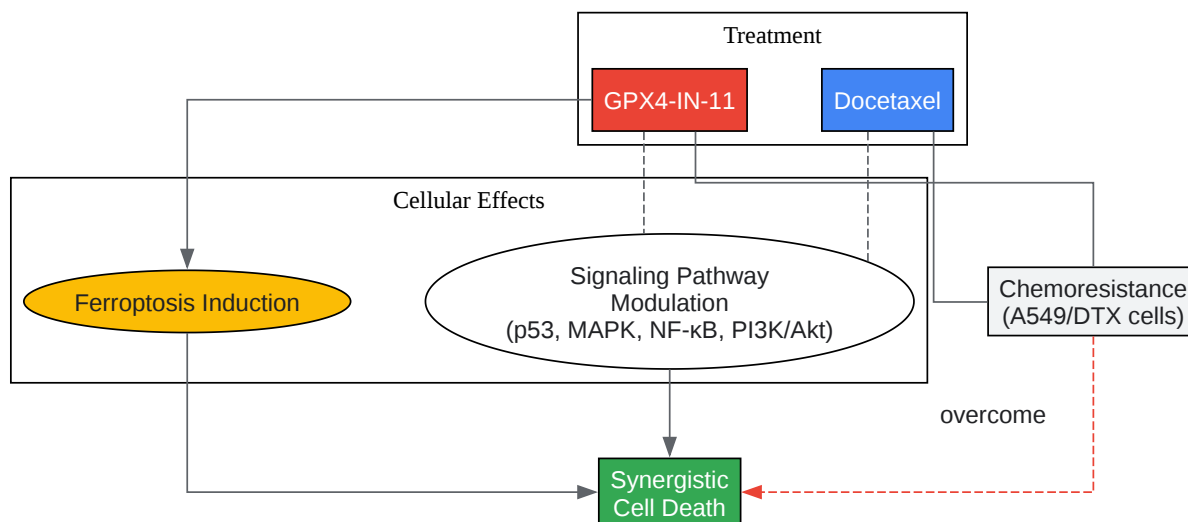 Treatment
GPX4-IN-11
Docetaxel
Cellular Effects
Ferroptosis Induction
Signaling Pathway
Modulation
(p53, MAPK, NF-κB, PI3K/Akt)
Chemoresistance
(A549/DTX cells)
overcome
Synergistic
Cell Death